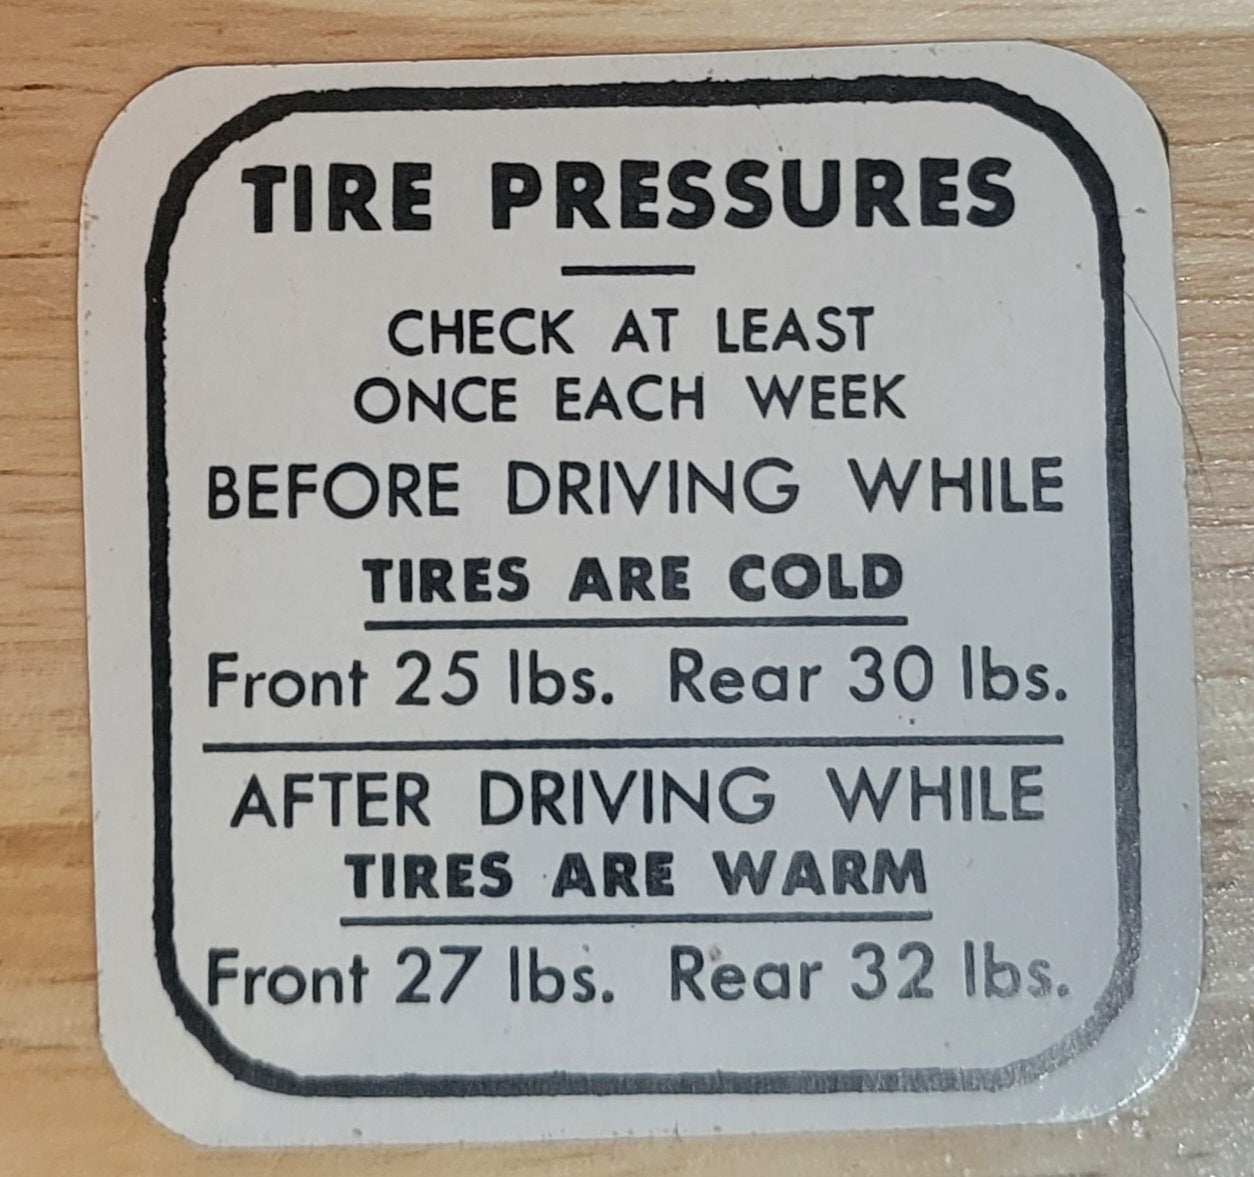 TIRE PRESSURES
CHECK AT LEAST
ONCE EACH WEEK
BEFORE DRIVING WHILE
TIRES ARE COLD
Front 25 lbs. Rear 30 lbs.
AFTER DRIVING WHILE
TIRES ARE WARM
Front 27 lbs. Rear 32 lbs.